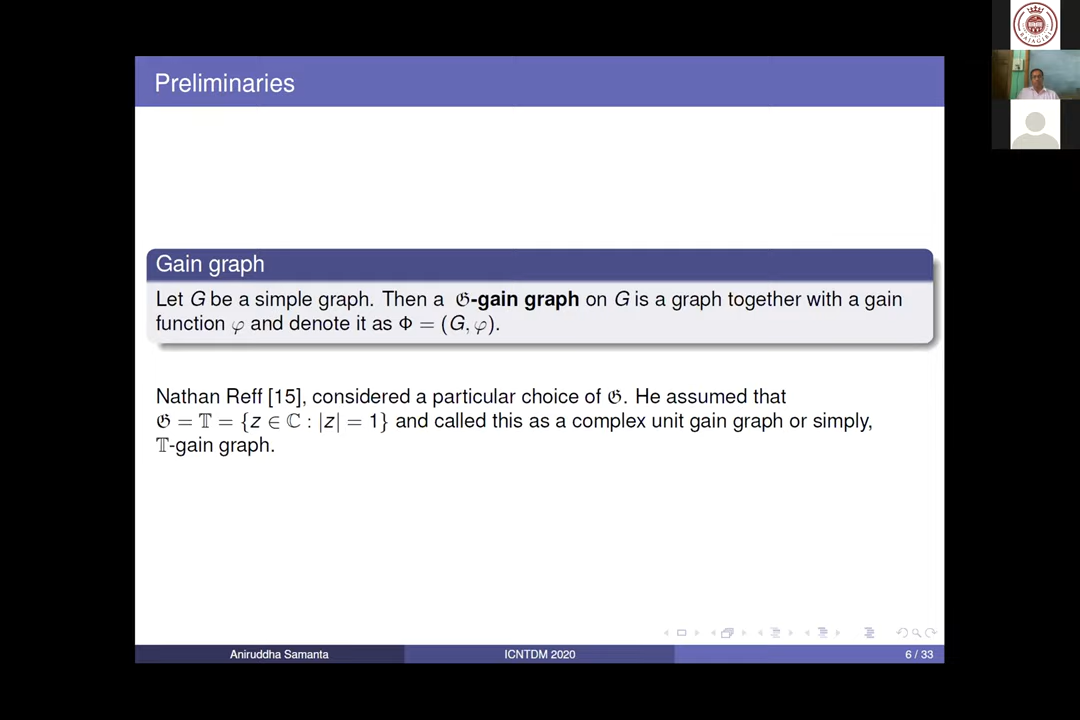 Preliminaries
Gain graph
Let G be a simple graph. Then a 𝔊-gain graph on G is a graph together with a gain
function φ and denote it as Φ = (G, φ).
Nathan Reff [15], considered a particular choice of 𝔊. He assumed that
𝔊 = 𝕋 = {z ∈ ℂ : |z| = 1} and called this as a complex unit gain graph or simply,
𝕋-gain graph.
Aniruddha Samanta
ICNTDM 2020
6 / 33